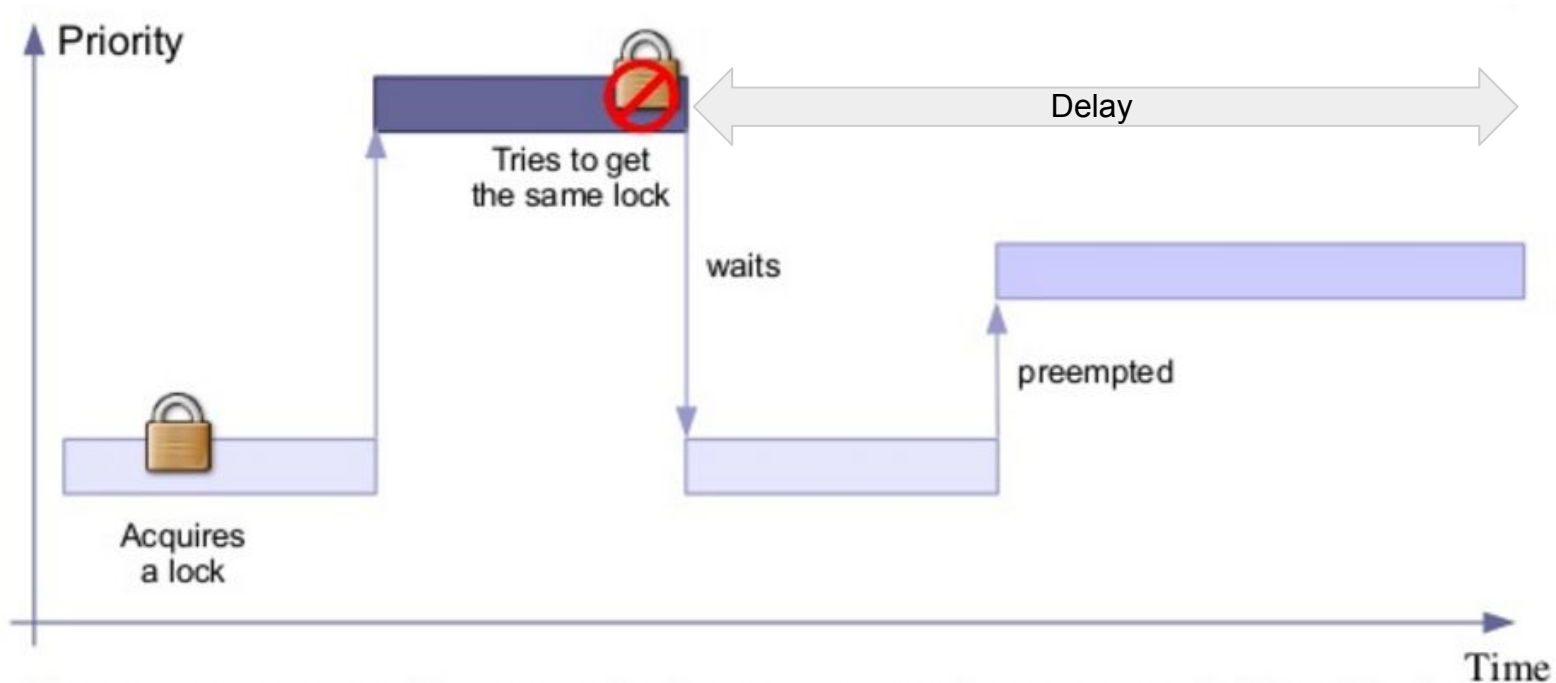 Priority
Delay
Tries to get
the same lock
waits
preempted
Acquires
a lock
Time